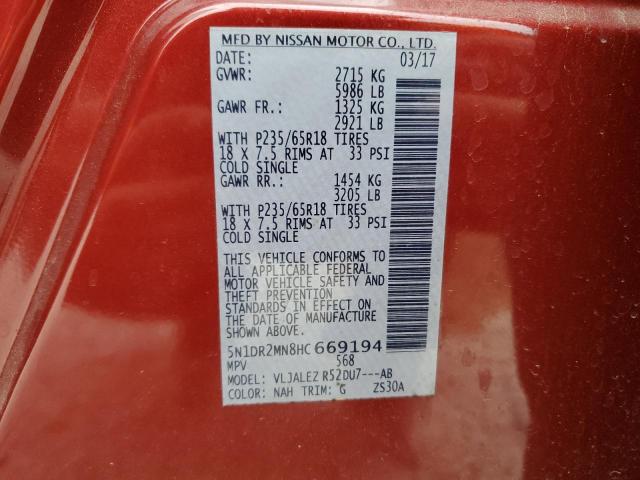 MFD BY NISSAN MOTOR CO., LTD.
DATE: 03/17
GVWR: 2715 KG
5986 LB
GAWR FR.: 1325 KG
2921 LB
WITH P235/65R18 TIRES
18 X 7.5 RIMS AT 33 PSI
COLD SINGLE
GAWR RR.: 1454 KG
3205 LB
WITH P235/65R18 TIRES
18 X 7.5 RIMS AT 33 PSI
COLD SINGLE
THIS VEHICLE CONFORMS TO
ALL APPLICABLE FEDERAL
MOTOR VEHICLE SAFETY AND
THEFT PREVENTION
STANDARDS IN EFFECT ON
THE DATE OF MANUFACTURE
SHOWN ABOVE.
5N1DR2MN8HC669194
MPV 568
MODEL: VLJALEZ R52DU7---AB
COLOR: NAH TRIM: G ZS30A